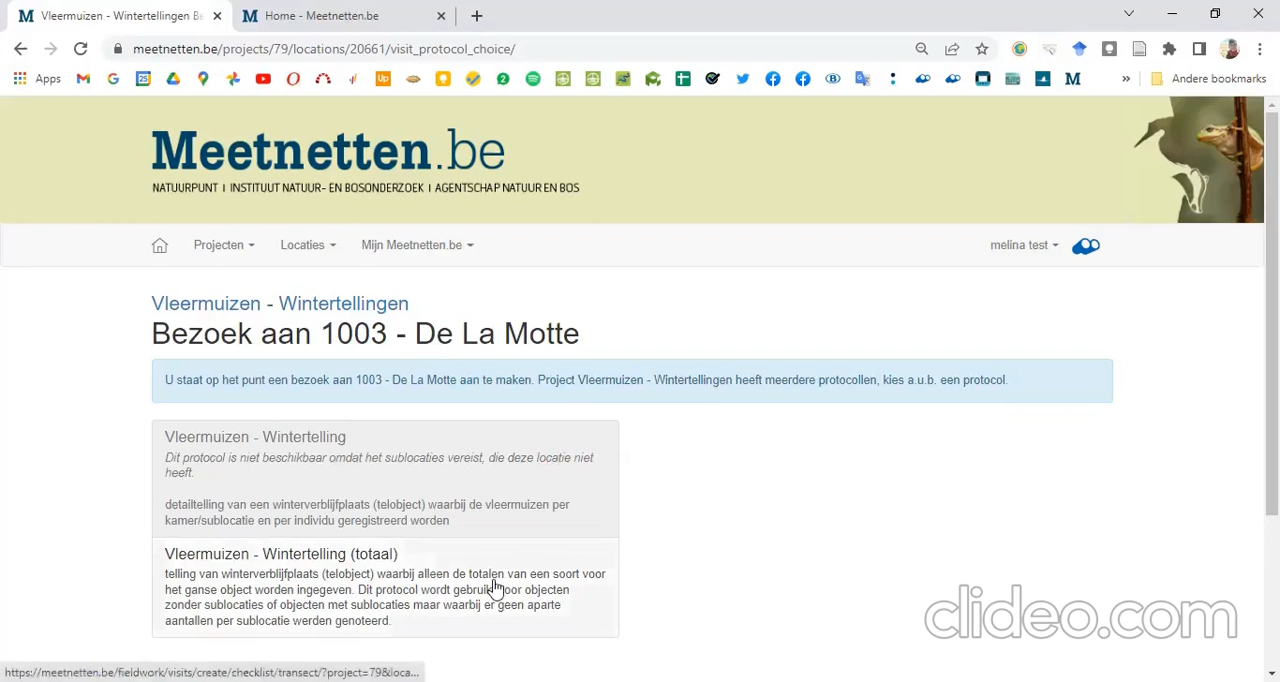 Vleermuizen - Wintertellingen Be
Home - Meetnetten.be
meetnetten.be/projects/79/locations/20661/visit_protocol_choice/
Apps
Andere bookmarks
Meetnetten.be
NATUURPUNT I INSTITUUT NATUUR- EN BOSONDERZOEK I AGENTSCHAP NATUUR EN BOS
Projecten
Locaties
Mijn Meetnetten.be
melina test
Vleermuizen - Wintertellingen
Bezoek aan 1003 - De La Motte
U staat op het punt een bezoek aan 1003 - De La Motte aan te maken. Project Vleermuizen - Wintertellingen heeft meerdere protocollen, kies a.u.b. een protocol.
Vleermuizen - Wintertelling
Dit protocol is niet beschikbaar omdat het sublocaties vereist, die deze locatie niet
heeft.
detailtelling van een winterverblijfplaats (telobject) waarbij de vleermuizen per
kamer/sublocatie en per individu geregistreerd worden
Vleermuizen - Wintertelling (totaal)
telling van winterverblijfplaats (telobject) waarbij alleen de totalen van een soort voor
het ganse object worden ingegeven. Dit protocol wordt gebruikt voor objecten
zonder sublocaties of objecten met sublocaties maar waarbij er geen aparte
aantallen per sublocatie werden genoteerd.
clideo.com
https://meetnetten.be/fieldwork/visits/create/checklist/transect/?project=79&loca...